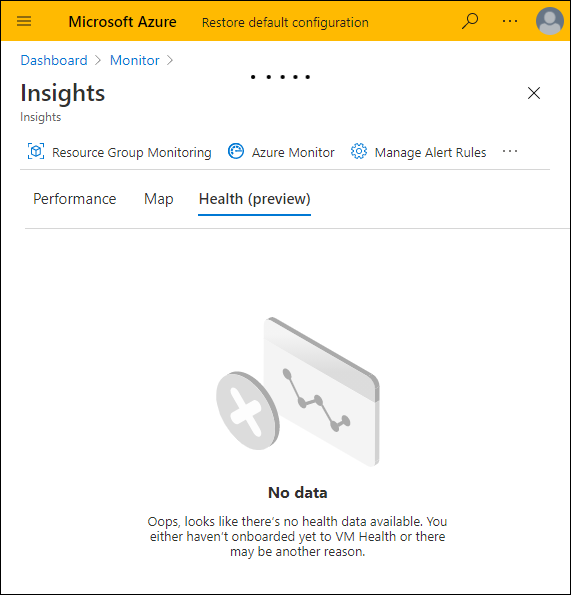 Microsoft Azure Restore default configuration ...
Dashboard > Monitor >
Insights
Insights
Resource Group Monitoring Azure Monitor Manage Alert Rules ...
Performance Map Health (preview)
No data
Oops, looks like there's no health data available. You
either haven't onboarded yet to VM Health or there
may be another reason.